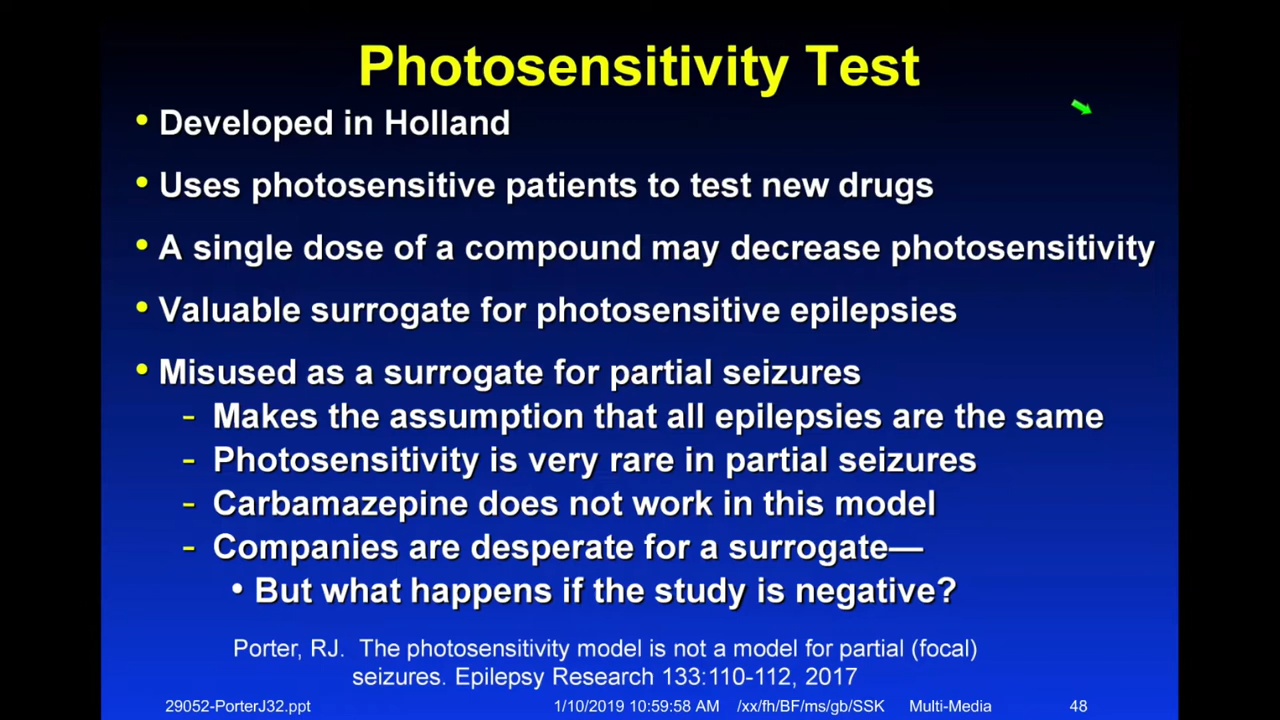 Photosensitivity Test
• Developed in Holland
• Uses photosensitive patients to test new drugs
• A single dose of a compound may decrease photosensitivity
• Valuable surrogate for photosensitive epilepsies
• Misused as a surrogate for partial seizures
- Makes the assumption that all epilepsies are the same
- Photosensitivity is very rare in partial seizures
- Carbamazepine does not work in this model
- Companies are desperate for a surrogate—
• But what happens if the study is negative?
Porter, RJ. The photosensitivity model is not a model for partial (focal)
seizures. Epilepsy Research 133:110-112, 2017
29052-PorterJ32.ppt 1/10/2019 10:59:58 AM /xx/fh/BF/ms/gb/SSK Multi-Media 48